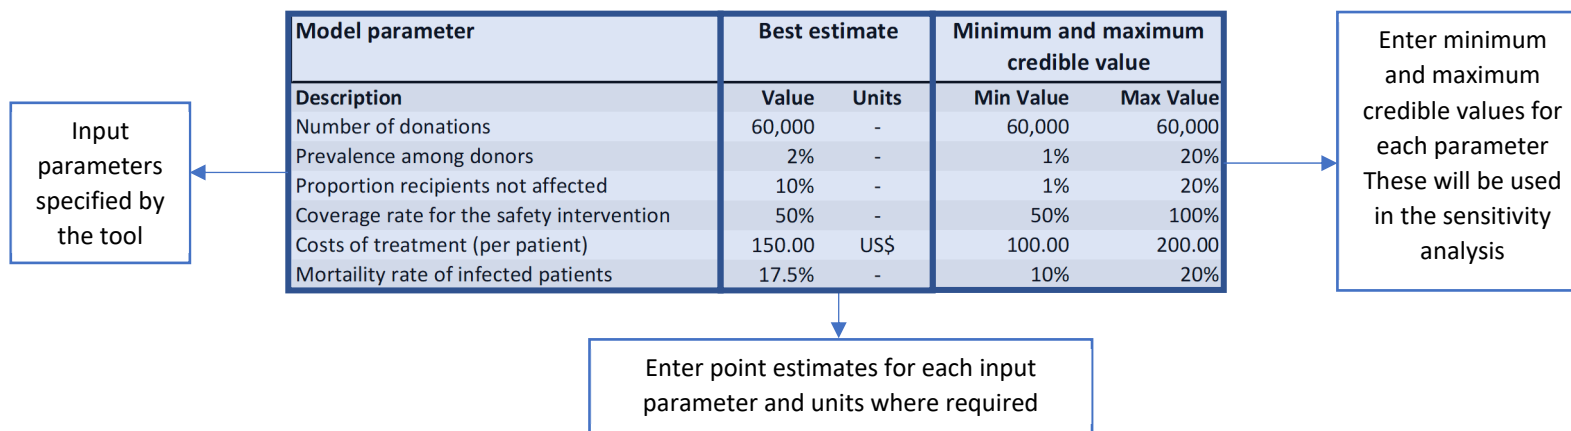 Model parameter Best estimate Minimum and maximum
credible value
Description Value Units Min Value Max Value
Number of donations 60,000 - 60,000 60,000
Prevalence among donors 2% - 1% 20%
Proportion recipients not affected 10% - 1% 20%
Coverage rate for the safety intervention 50% - 50% 100%
Costs of treatment (per patient) 150.00 US$ 100.00 200.00
Mortaility rate of infected patients 17.5% - 10% 20%
Input
parameters
specified by
the tool
Enter minimum
and maximum
credible values for
each parameter
These will be used
in the sensitivity
analysis
Enter point estimates for each input
parameter and units where required